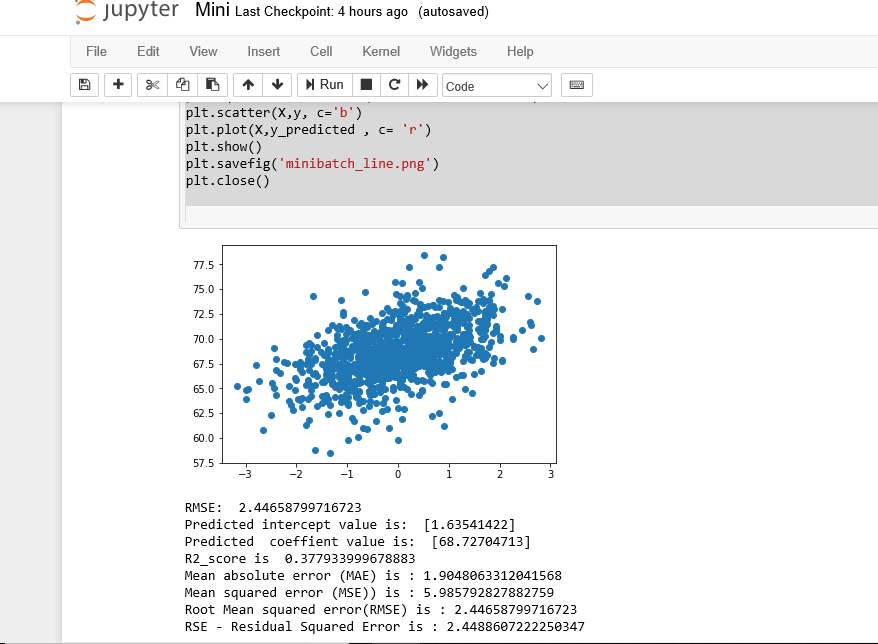 jupyter Mini Last Checkpoint: 4 hours ago (autosaved)
File Edit View Insert Cell Kernel Widgets Help
Run Code
plt.scatter(X,y, c='b')
plt.plot(X,y_predicted , c= 'r')
plt.show()
plt.savefig('minibatch_line.png')
plt.close()
77.5
75.0
72.5
70.0
67.5
65.0
62.5
60.0
57.5
−3 −2 −1 0 1 2 3
RMSE:  2.44658799716723
Predicted intercept value is:  [1.63541422]
Predicted  coeffient value is:  [68.72704713]
R2_score is  0.377933999678883
Mean absolute error (MAE) is : 1.9048063312041568
Mean squared error (MSE)) is : 5.985792827882759
Root Mean squared error(RMSE) is : 2.44658799716723
RSE - Residual Squared Error is : 2.4488607222250347